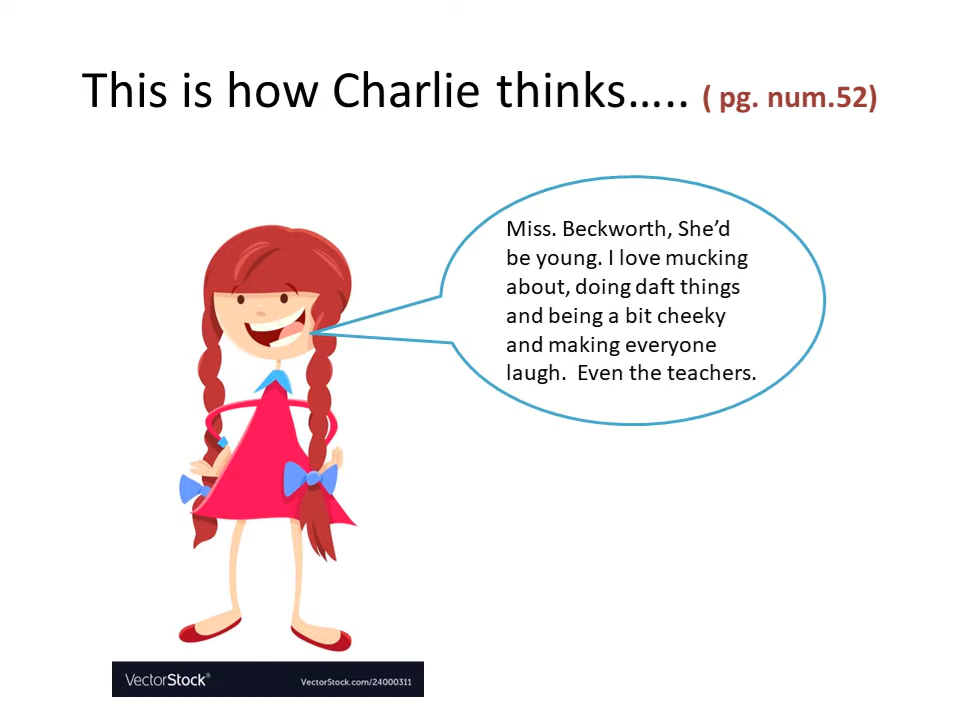 This is how Charlie thinks….. ( pg. num.52)
Miss. Beckworth, She’d
be young. I love mucking
about, doing daft things
and being a bit cheeky
and making everyone
laugh.  Even the teachers.
VectorStock®
VectorStock.com/24000311